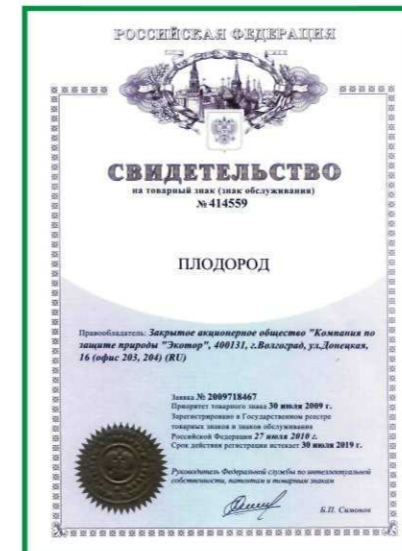 РОССИЙСКАЯ ФЕДЕРАЦИЯ
СВИДЕТЕЛЬСТВО
на товарный знак (знак обслуживания)
№ 414559
ПЛОДОРОД
Правообладатель: Закрытое акционерное общество "Компания по
защите природы "Экотор", 400131, г.Волгоград, ул.Донецкая,
16 (офис 203, 204) (RU)
Заявка № 2009718467
Приоритет товарного знака 30 июля 2009 г.
Зарегистрировано в Государственном реестре
товарных знаков и знаков обслуживания
Российской Федерации 27 июля 2010 г.
Срок действия регистрации истекает 30 июля 2019 г.
Руководитель Федеральной службы по интеллектуальной
собственности, патентам и товарным знакам
Б.П. Симонов